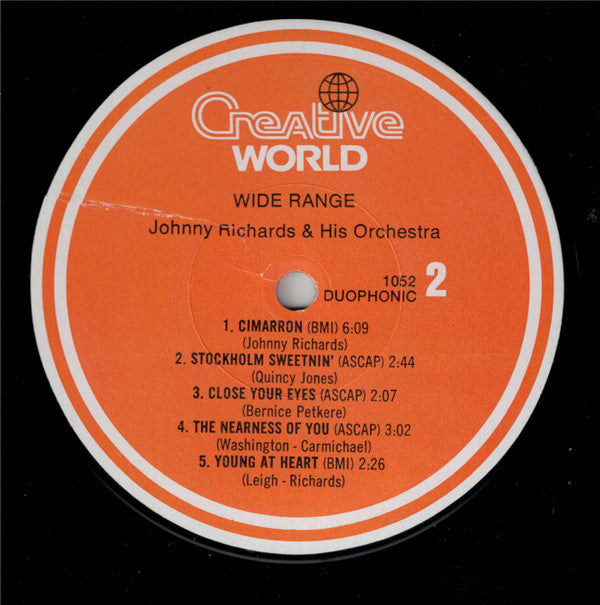 Creative
WORLD
WIDE RANGE
Johnny Richards & His Orchestra
1052
DUOPHONIC 2
1. CIMARRON (BMI) 6:09
(Johnny Richards)
2. STOCKHOLM SWEETNIN' (ASCAP) 2:44
(Quincy Jones)
3. CLOSE YOUR EYES (ASCAP) 2:07
(Bernice Petkere)
4. THE NEARNESS OF YOU (ASCAP) 3:02
(Washington - Carmichael)
5. YOUNG AT HEART (BMI) 2:26
(Leigh - Richards)